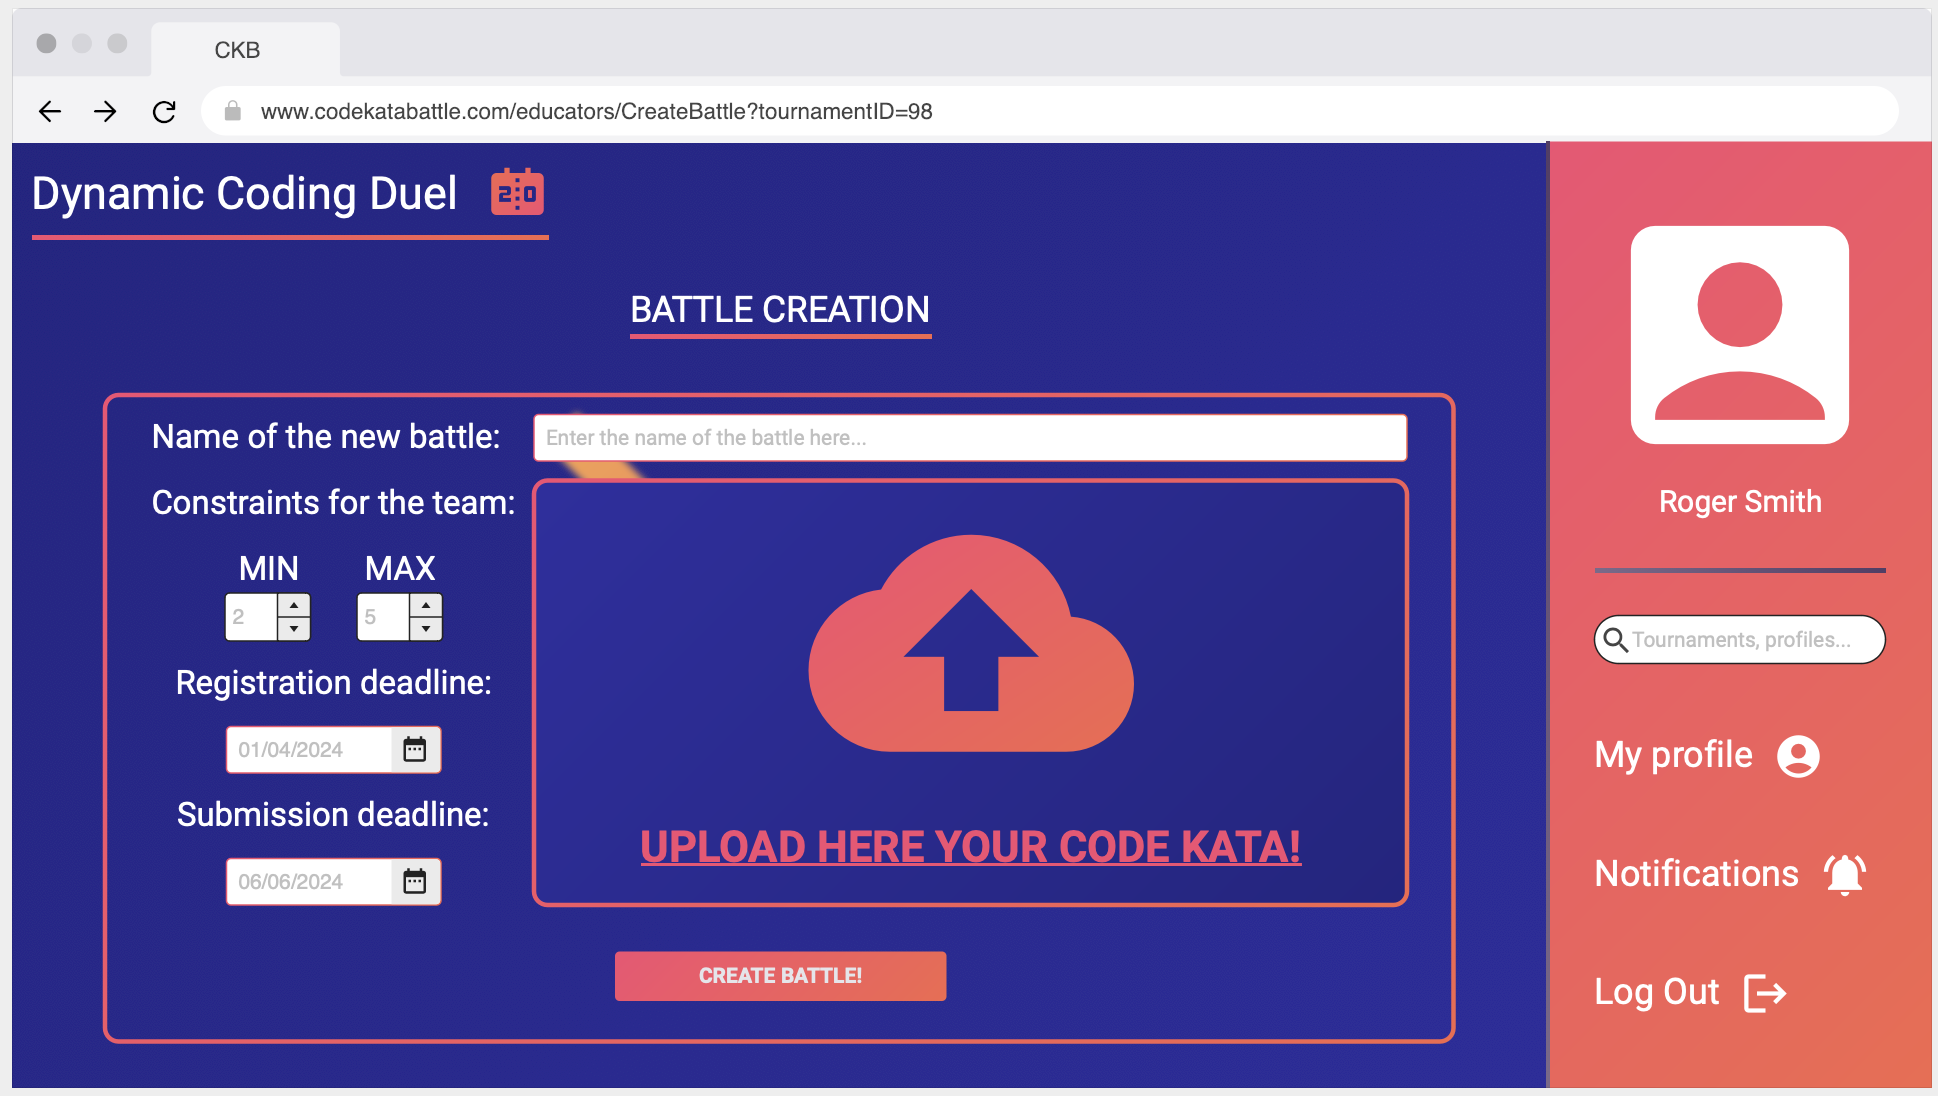 CKB
www.codekatabattle.com/educators/CreateBattle?tournamentID=98
Dynamic Coding Duel
2:0
BATTLE CREATION
Name of the new battle:
Enter the name of the battle here...
Constraints for the team:
MIN MAX
2 5
Registration deadline:
01/04/2024
Submission deadline:
06/06/2024
UPLOAD HERE YOUR CODE KATA!
CREATE BATTLE!
Roger Smith
Tournaments, profiles...
My profile
Notifications
Log Out